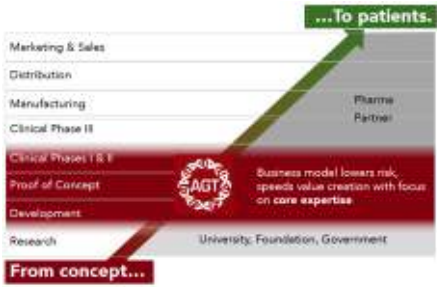 ...To patients.
Marketing & Sales
Distribution
Manufacturing
Pharma
Partner
Clinical Phase III
Clinical Phases I & II
Proof of Concept
Development
AGT
Business model lowers risk,
speeds value creation with focus
on core expertise
Research
University, Foundation, Government
From concept...